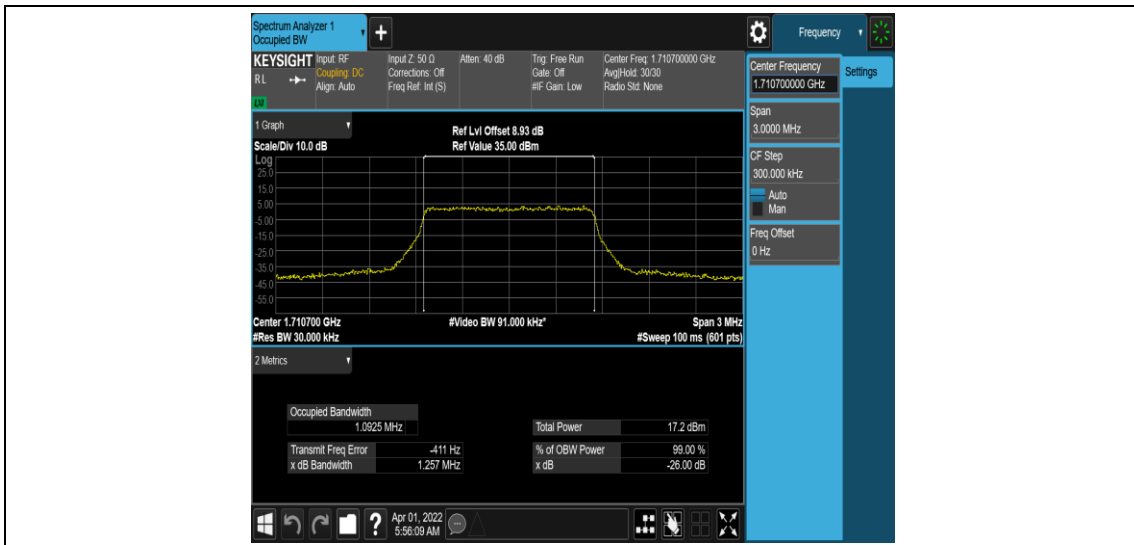 Spectrum Analyzer 1
Occupied BW
+
Frequency
KEYSIGHT
RL
Input: RF
Coupling: DC
Align: Auto
Input Z: 50 Ω
Corrections: Off
Freq Ref: Int (S)
Atten: 40 dB
Trig: Free Run
Gate: Off
#IF Gain: Low
Center Freq: 1.710700000 GHz
Avg|Hold: 30/30
Radio Std: None
Center Frequency
1.710700000 GHz
Settings
Span
3.0000 MHz
CF Step
300.000 kHz
Auto
Man
Freq Offset
0 Hz
1 Graph
Scale/Div 10.0 dB
Ref Lvl Offset 8.93 dB
Ref Value 35.00 dBm
Log
25.0
15.0
5.00
-5.00
-15.0
-25.0
-35.0
-45.0
-55.0
Center 1.710700 GHz
#Video BW 91.000 kHz*
Span 3 MHz
#Res BW 30.000 kHz
#Sweep 100 ms (601 pts)
2 Metrics
Occupied Bandwidth
1.0925 MHz
Total Power 17.2 dBm
Transmit Freq Error -411 Hz
% of OBW Power 99.00 %
x dB Bandwidth 1.257 MHz
x dB -26.00 dB
?
Apr 01, 2022
5:56:09 AM